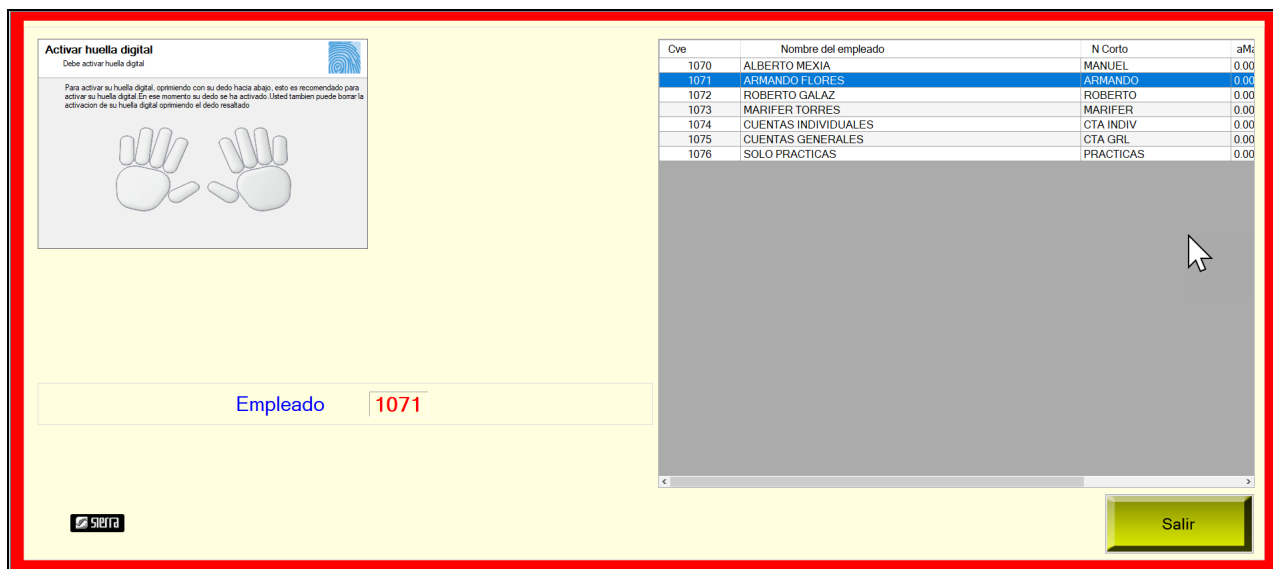 Activar huella digital
Debe activar huella digital
Para activar su huella digital, oprimiendo con su dedo hacia abajo, esto es recomendado para
activar su huella digital.En ese momento su dedo se ha activado.Usted tambien puede borrar la
activacion de su huella digital oprimiendo el dedo resaltado
Cve Nombre del empleado N Corto aMa
1070 ALBERTO MEXIA MANUEL 0.00
1071 ARMANDO FLORES ARMANDO 0.00
1072 ROBERTO GALAZ ROBERTO 0.00
1073 MARIFER TORRES MARIFER 0.00
1074 CUENTAS INDIVIDUALES CTA INDIV 0.00
1075 CUENTAS GENERALES CTA GRL 0.00
1076 SOLO PRACTICAS PRACTICAS 0.00
Empleado 1071
sierra
Salir